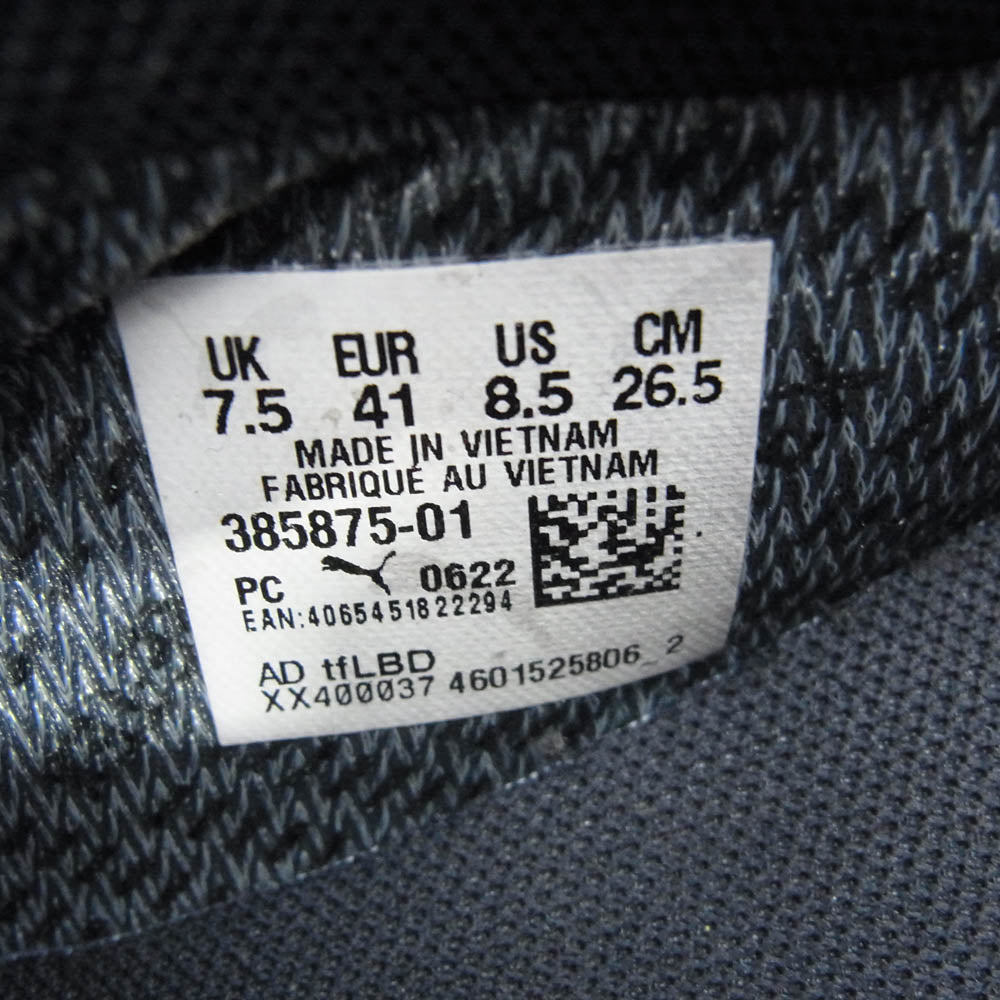 UK EUR US CM
7.5 41 8.5 26.5
MADE IN VIETNAM
FABRIQUÉ AU VIETNAM
385875-01
PC 0622
EAN:4065451822294
AD tfLBD
XX400037 4601525806_2